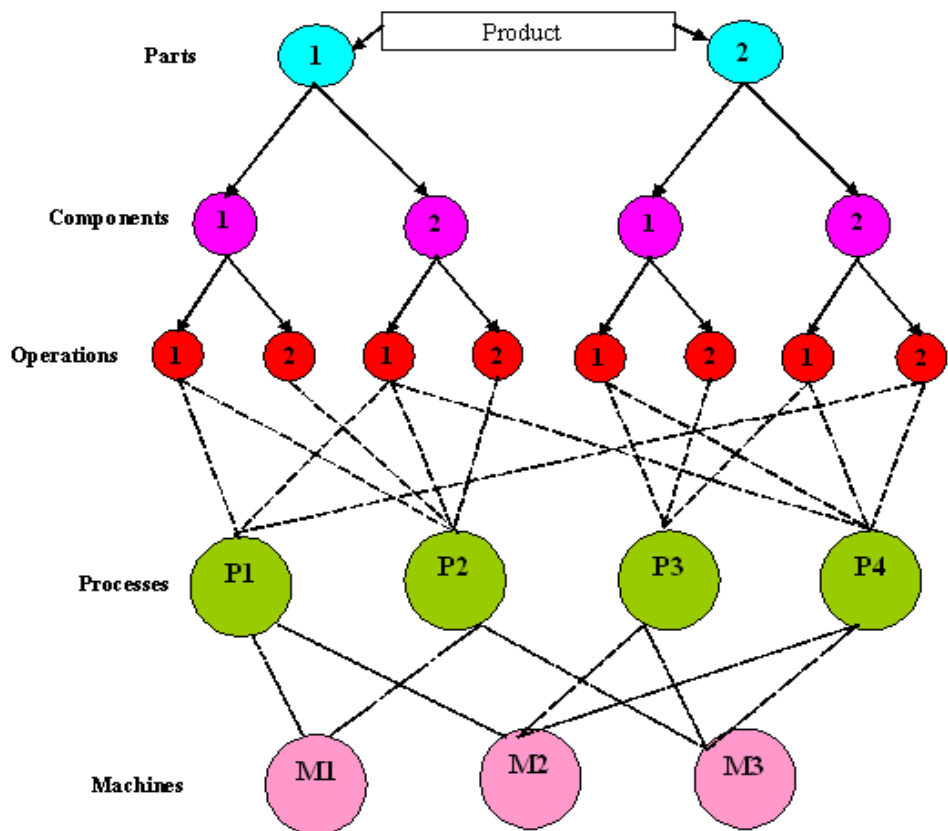 Product
Parts 1 2
Components 1 2 1 2
Operations 1 2 1 2 1 2 1 2
Processes P1 P2 P3 P4
Machines M1 M2 M3